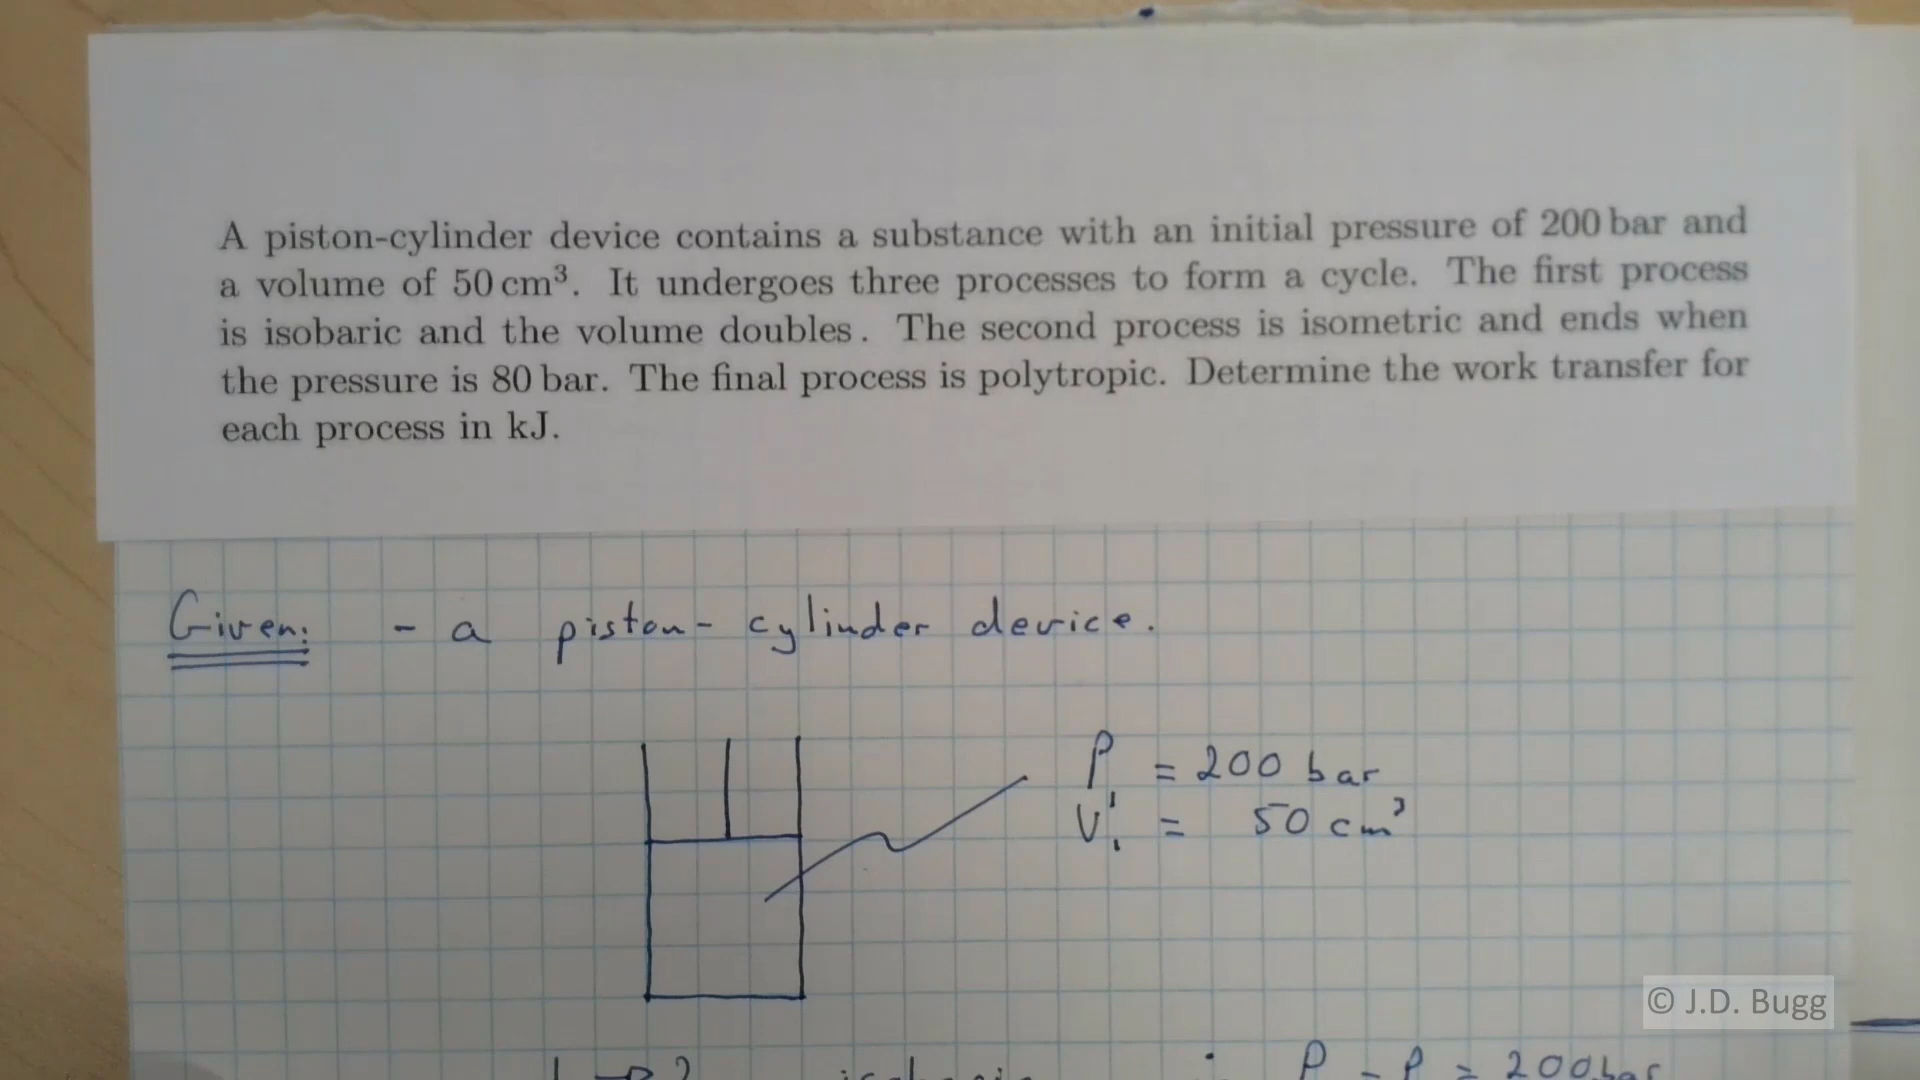 A piston-cylinder device contains a substance with an initial pressure of 200 bar and
a volume of 50 cm³. It undergoes three processes to form a cycle. The first process
is isobaric and the volume doubles. The second process is isometric and ends when
the pressure is 80 bar. The final process is polytropic. Determine the work transfer for
each process in kJ.
Given: - a piston-cylinder device.
P₁ = 200 bar
V₁ = 50 cm³
© J.D. Bugg
= 200 bar